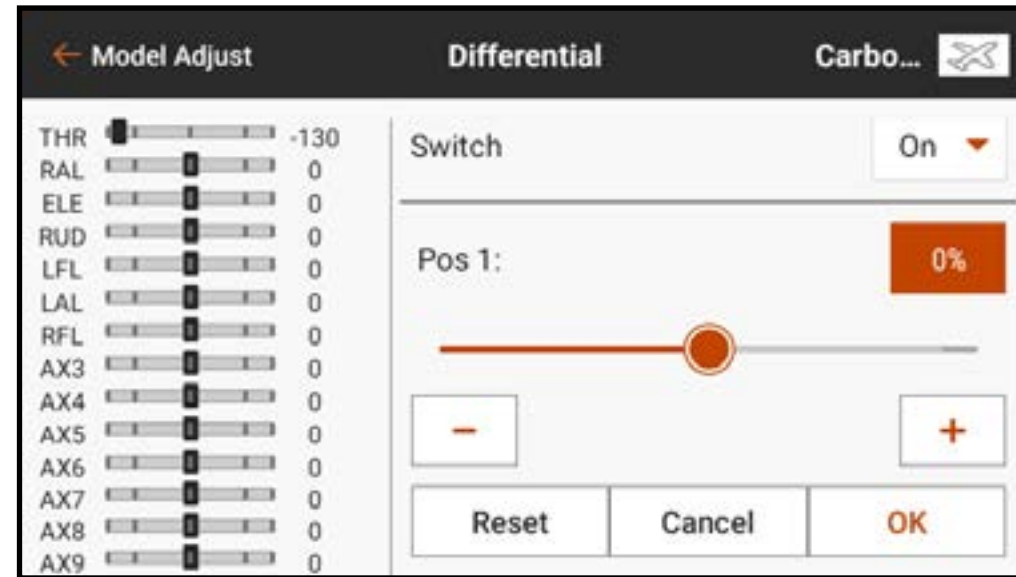 ← Model Adjust Differential Carbo...
THR -130
RAL 0
ELE 0
RUD 0
LFL 0
LAL 0
RFL 0
AX3 0
AX4 0
AX5 0
AX6 0
AX7 0
AX8 0
AX9 0
Switch On
Pos 1: 0%
− +
Reset Cancel OK